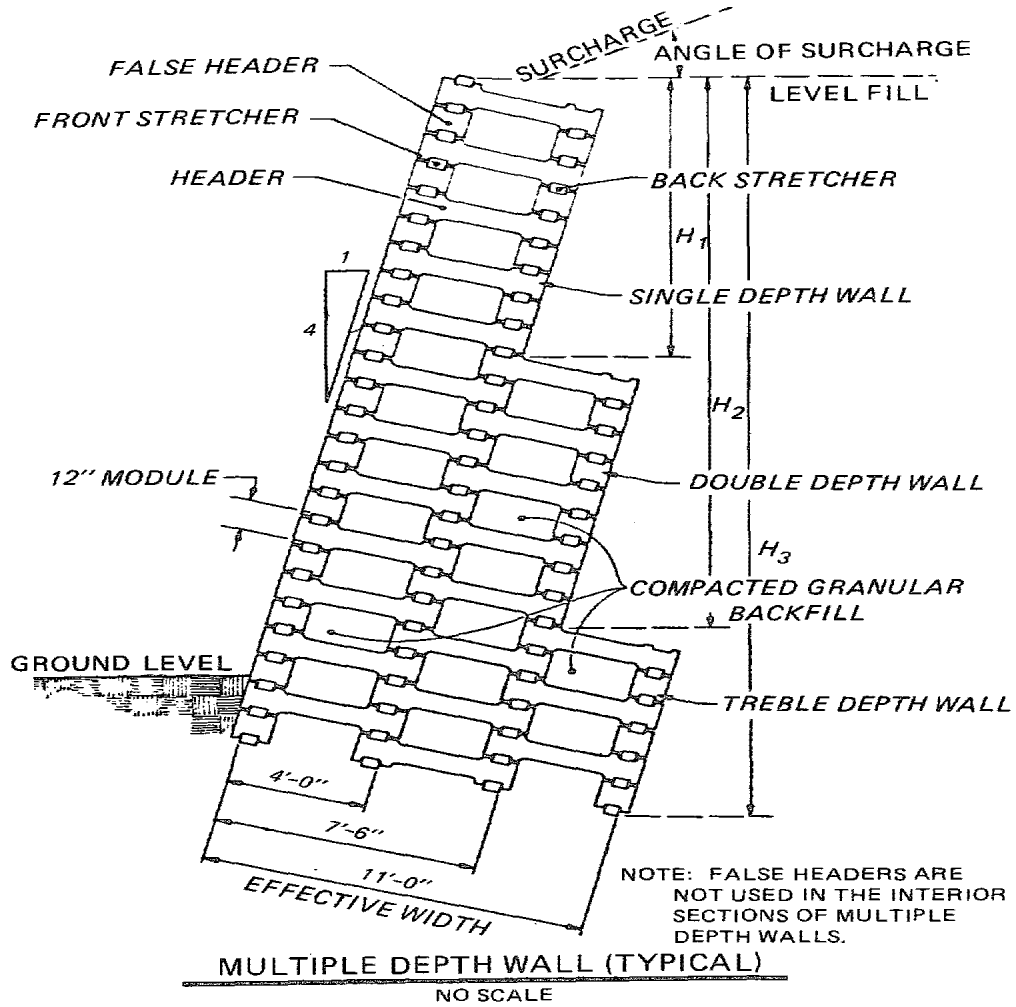 SURCHARGE
ANGLE OF SURCHARGE
FALSE HEADER
LEVEL FILL
FRONT STRETCHER
HEADER
BACK STRETCHER
H1
1
SINGLE DEPTH WALL
4
H2
12" MODULE
DOUBLE DEPTH WALL
H3
COMPACTED GRANULAR
BACKFILL
GROUND LEVEL
TREBLE DEPTH WALL
4'-0"
7'-6"
11'-0"
EFFECTIVE WIDTH
NOTE: FALSE HEADERS ARE
NOT USED IN THE INTERIOR
SECTIONS OF MULTIPLE
DEPTH WALLS.
MULTIPLE DEPTH WALL (TYPICAL)
NO SCALE